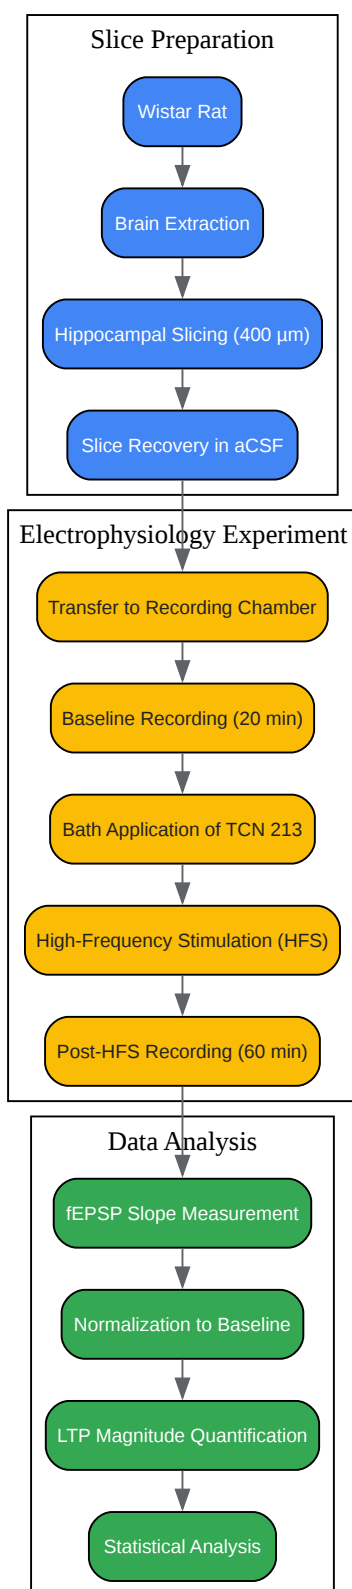 Slice Preparation
Wistar Rat
Brain Extraction
Hippocampal Slicing (400 µm)
Slice Recovery in aCSF
Electrophysiology Experiment
Transfer to Recording Chamber
Baseline Recording (20 min)
Bath Application of TCN 213
High-Frequency Stimulation (HFS)
Post-HFS Recording (60 min)
Data Analysis
fEPSP Slope Measurement
Normalization to Baseline
LTP Magnitude Quantification
Statistical Analysis